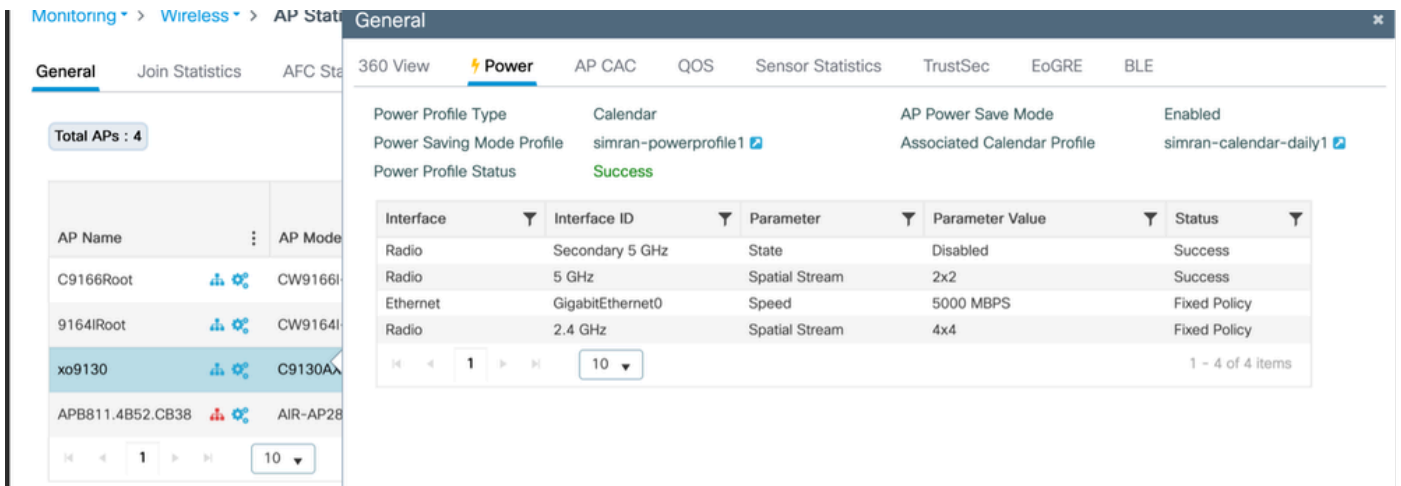 Monitoring > Wireless > AP Stati
General Join Statistics AFC Sta
Total APs : 4
AP Name AP Mode
C9166Root CW9166I-
9164IRoot CW9164I-
xo9130 C9130AX
APB811.4B52.CB38 AIR-AP28
1 10
General
360 View Power AP CAC QOS Sensor Statistics TrustSec EoGRE BLE
Power Profile Type Calendar AP Power Save Mode Enabled
Power Saving Mode Profile simran-powerprofile1 Associated Calendar Profile simran-calendar-daily1
Power Profile Status Success
Interface Interface ID Parameter Parameter Value Status
Radio Secondary 5 GHz State Disabled Success
Radio 5 GHz Spatial Stream 2x2 Success
Ethernet GigabitEthernet0 Speed 5000 MBPS Fixed Policy
Radio 2.4 GHz Spatial Stream 4x4 Fixed Policy
1 10 1 - 4 of 4 items